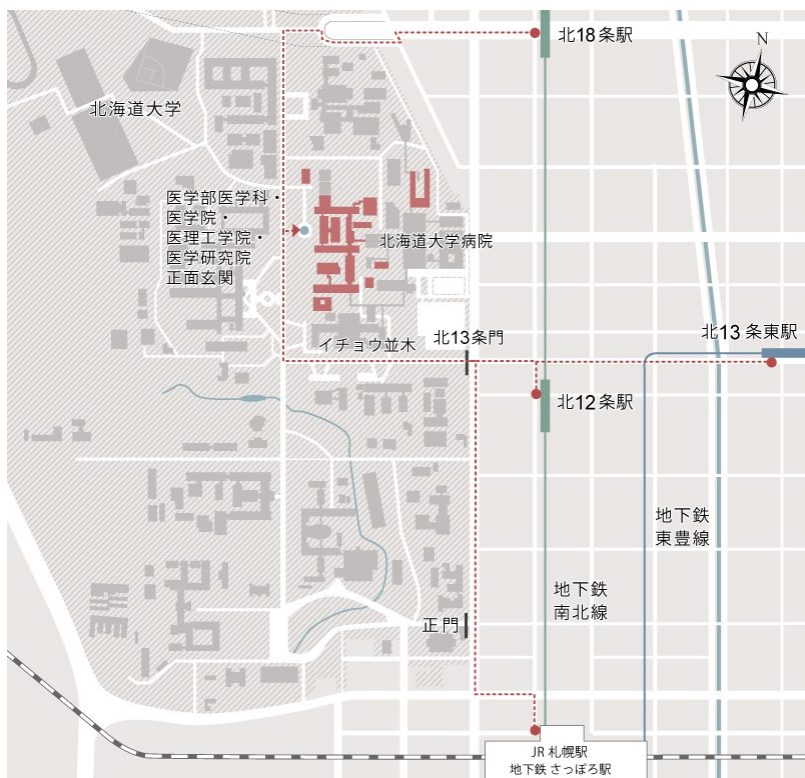 北18条駅
N
北海道大学
医学部医学科・
医学院・
医理工学院・
医学研究院
正面玄関
北海道大学病院
北13条東駅
イチョウ並木
北13条門
北12条駅
地下鉄
東豊線
地下鉄
南北線
正門
JR 札幌駅
地下鉄 さっぽろ駅